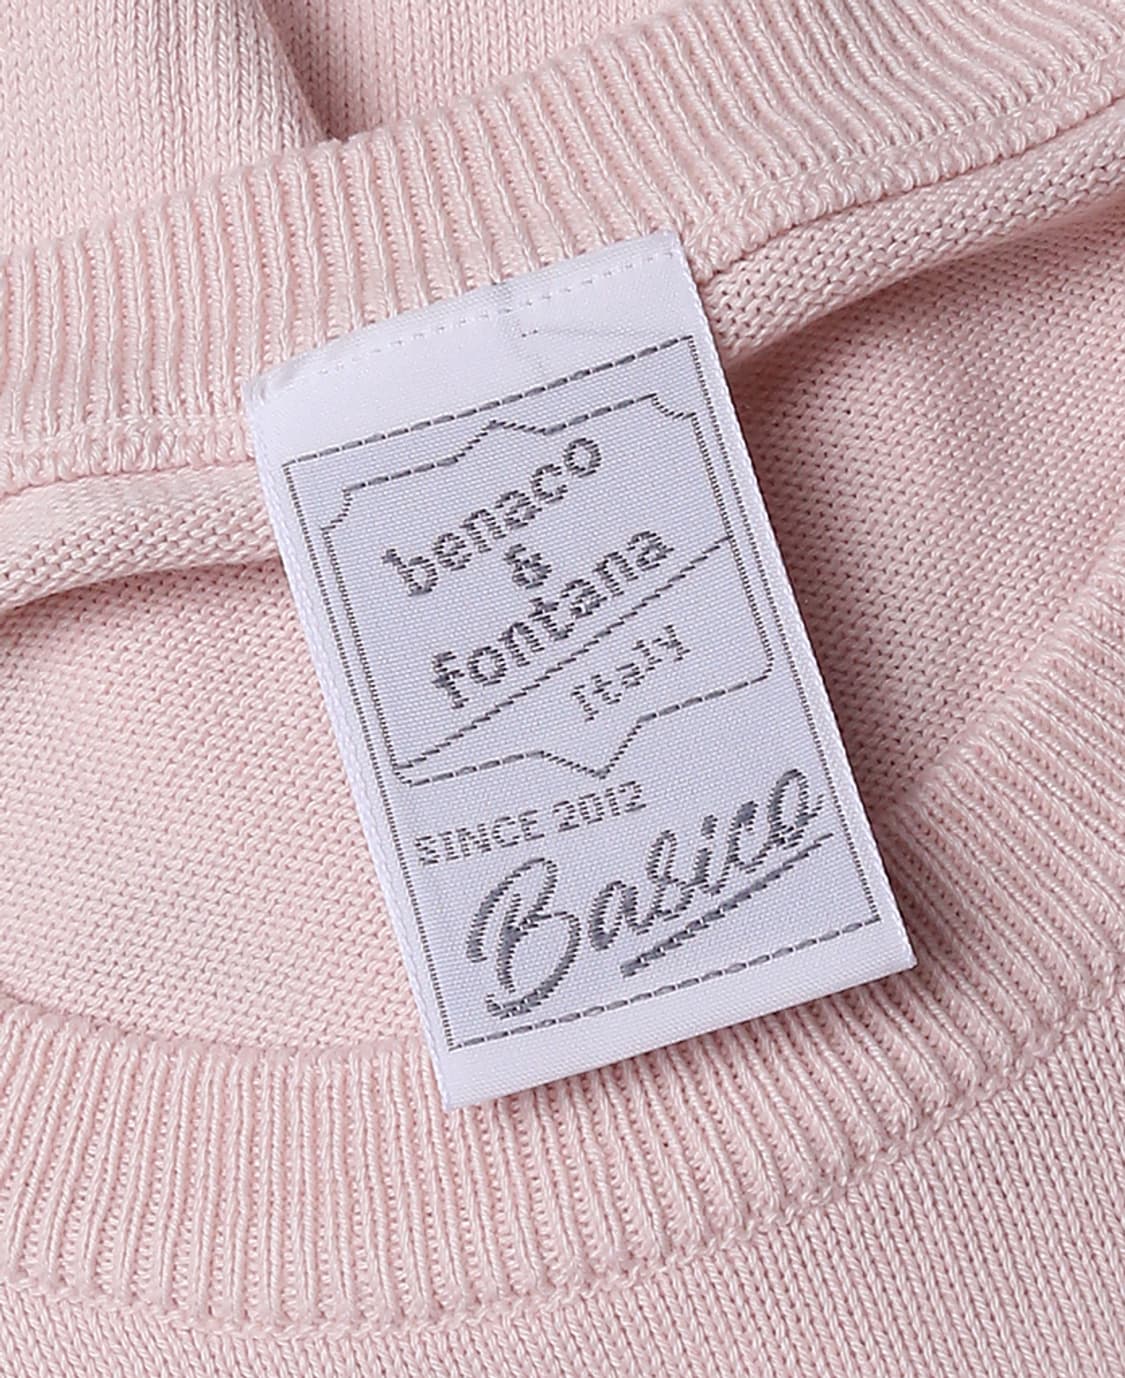 benaco
&
fontana
Italy
SINCE 2012
Basico